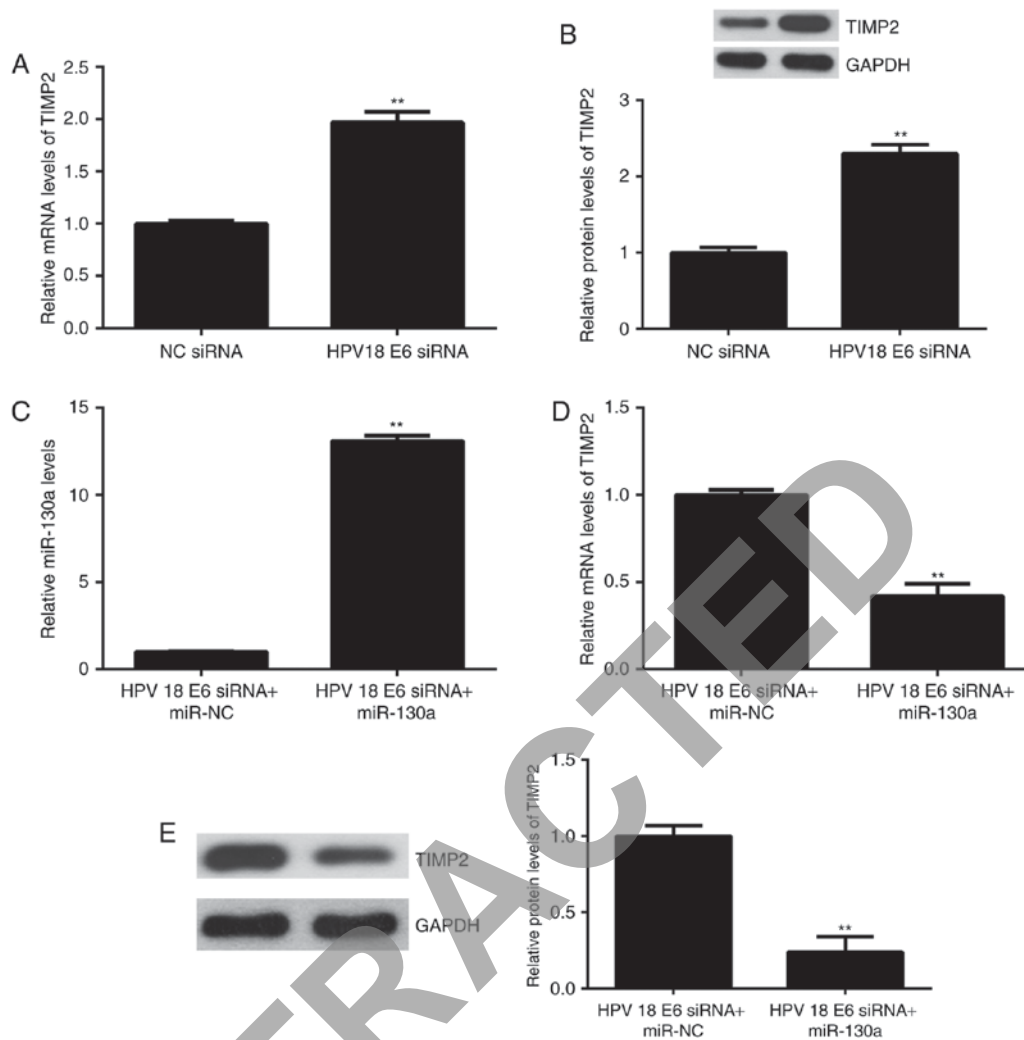 A
Relative mRNA levels of TIMP2
2.5
2.0
1.5
1.0
0.5
0.0
**
NC siRNA
HPV18 E6 siRNA
B
TIMP2
GAPDH
Relative protein levels of TIMP2
3
2
1
0
**
NC siRNA
HPV18 E6 siRNA
C
Relative miR-130a levels
15
10
5
0
**
HPV 18 E6 siRNA+
miR-NC
HPV 18 E6 siRNA+
miR-130a
D
Relative mRNA levels of TIMP2
1.5
1.0
0.5
0.0
**
HPV 18 E6 siRNA+
miR-NC
HPV 18 E6 siRNA+
miR-130a
E
TIMP2
GAPDH
Relative protein levels of TIMP2
1.5
1.0
0.5
0.0
**
HPV 18 E6 siRNA+
miR-NC
HPV 18 E6 siRNA+
miR-130a
TRACTED